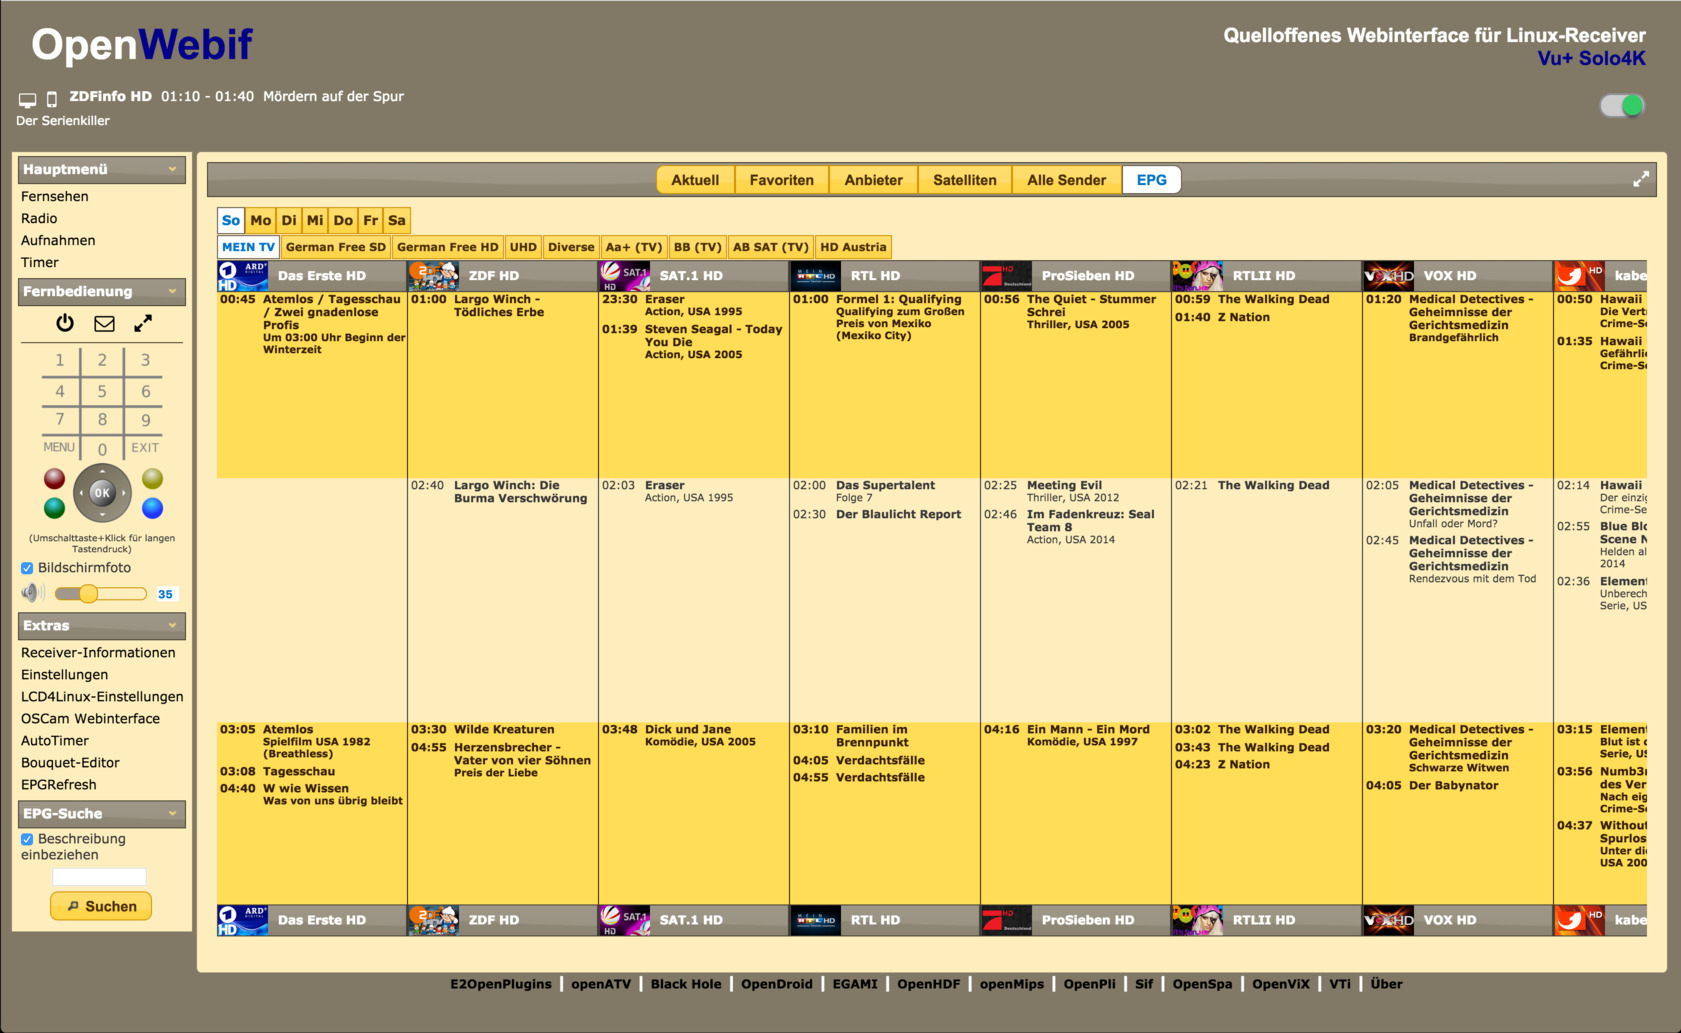 OpenWebif
Quelloffenes Webinterface für Linux-Receiver
Vu+ Solo4K
ZDFinfo HD 01:10 - 01:40 Mördern auf der Spur
Der Serienkiller
Hauptmenü
Fernsehen
Radio
Aufnahmen
Timer
Fernbedienung
1 2 3
4 5 6
7 8 9
MENU 0 EXIT
OK
(Umschalttaste+Klick für langen
Tastendruck)
Bildschirmfoto
35
Extras
Receiver-Informationen
Einstellungen
LCD4Linux-Einstellungen
OSCam Webinterface
AutoTimer
Bouquet-Editor
EPGRefresh
EPG-Suche
Beschreibung
einbeziehen
Suchen
Aktuell Favoriten Anbieter Satelliten Alle Sender EPG
So Mo Di Mi Do Fr Sa
MEIN TV German Free SD German Free HD UHD Diverse Aa+ (TV) BB (TV) AB SAT (TV) HD Austria
Das Erste HD ZDF HD SAT.1 HD RTL HD ProSieben HD RTLII HD VOX HD kabe
00:45 Atemlos / Tagesschau
/ Zwei gnadenlose
Profis
Um 03:00 Uhr Beginn der
Winterzeit
01:00 Largo Winch -
Tödliches Erbe
23:30 Eraser
Action, USA 1995
01:39 Steven Seagal - Today
You Die
Action, USA 2005
01:00 Formel 1: Qualifying
Qualifying zum Großen
Preis von Mexiko
(Mexiko City)
00:56 The Quiet - Stummer
Schrei
Thriller, USA 2005
00:59 The Walking Dead
01:40 Z Nation
01:20 Medical Detectives -
Geheimnisse der
Gerichtsmedizin
Brandgefährlich
00:50 Hawaii
Die Vert
Crime-Se
01:35 Hawaii
Gefährli
Crime-Se
02:40 Largo Winch: Die
Burma Verschwörung
02:03 Eraser
Action, USA 1995
02:00 Das Supertalent
Folge 7
02:30 Der Blaulicht Report
02:25 Meeting Evil
Thriller, USA 2012
02:46 Im Fadenkreuz: Seal
Team 8
Action, USA 2014
02:21 The Walking Dead
02:05 Medical Detectives -
Geheimnisse der
Gerichtsmedizin
Unfall oder Mord?
02:45 Medical Detectives -
Geheimnisse der
Gerichtsmedizin
Rendezvous mit dem Tod
02:14 Hawaii
Der einzig
Crime-Se
02:55 Blue Blo
Scene N
Helden al
2014
02:36 Element
Unberech
Serie, US
03:05 Atemlos
Spielfilm USA 1982
(Breathless)
03:08 Tagesschau
04:40 W wie Wissen
Was von uns übrig bleibt
03:30 Wilde Kreaturen
04:55 Herzensbrecher -
Vater von vier Söhnen
Preis der Liebe
03:48 Dick und Jane
Komödie, USA 2005
03:10 Familien im
Brennpunkt
04:05 Verdachtsfälle
04:55 Verdachtsfälle
04:16 Ein Mann - Ein Mord
Komödie, USA 1997
03:02 The Walking Dead
03:43 The Walking Dead
04:23 Z Nation
03:20 Medical Detectives -
Geheimnisse der
Gerichtsmedizin
Schwarze Witwen
04:05 Der Babynator
03:15 Element
Blut ist d
Serie, US
03:56 Numb3r
des Ver
Nach eig
Crime-Se
04:37 Without
Spurlos
Unter die
USA 200
Das Erste HD ZDF HD SAT.1 HD RTL HD ProSieben HD RTLII HD VOX HD kabe
E2OpenPlugins | openATV | Black Hole | OpenDroid | EGAMI | OpenHDF | openMips | OpenPli | Sif | OpenSpa | OpenViX | VTi | Über